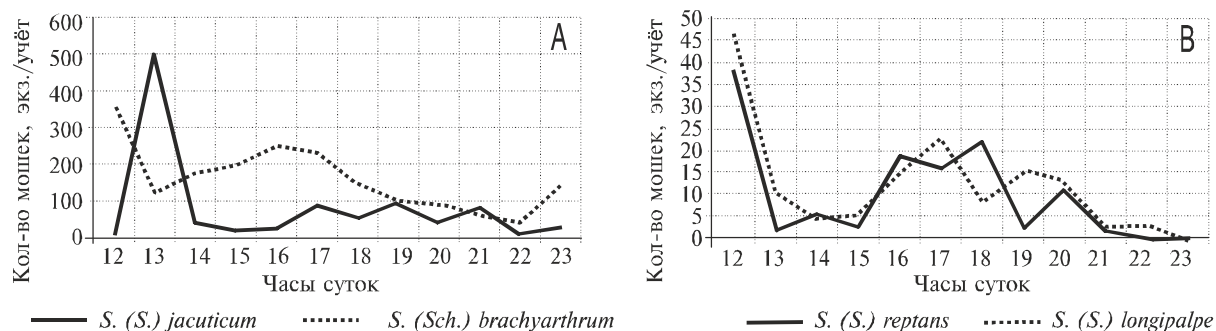 Кол-во мошек, экз./учёт
600
500
400
300
200
100
0
A
12 13 14 15 16 17 18 19 20 21 22 23
Часы суток
S. (S.) jacuticum S. (Sch.) brachyarthrum
Кол-во мошек, экз./учёт
50
45
40
35
30
25
20
15
10
5
0
B
12 13 14 15 16 17 18 19 20 21 22 23
Часы суток
S. (S.) reptans S. (S.) longipalpe